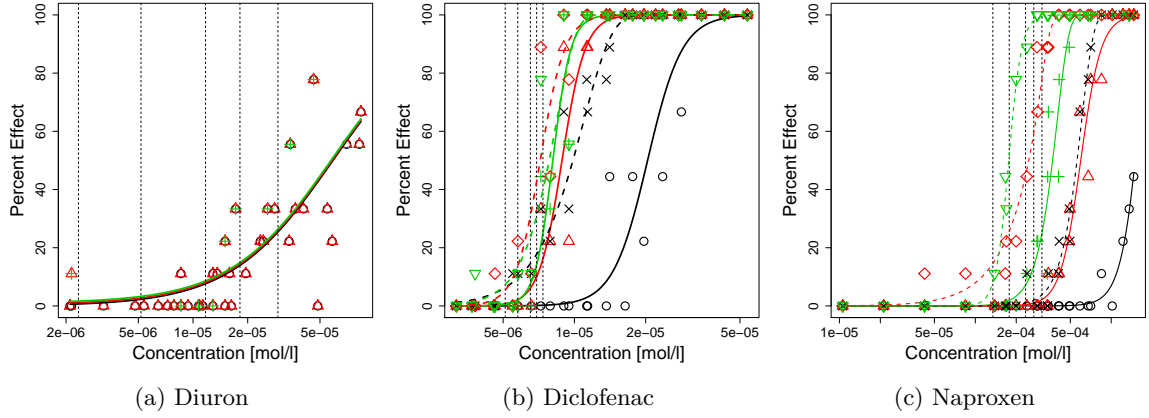 Percent Effect
0 20 40 60 80 100
2e-06 5e-06 1e-05 2e-05 5e-05
Concentration [mol/l]
(a) Diuron
Percent Effect
0 20 40 60 80 100
5e-06 1e-05 2e-05 5e-05
Concentration [mol/l]
(b) Diclofenac
Percent Effect
0 20 40 60 80 100
1e-05 5e-05 2e-04 5e-04
Concentration [mol/l]
(c) Naproxen